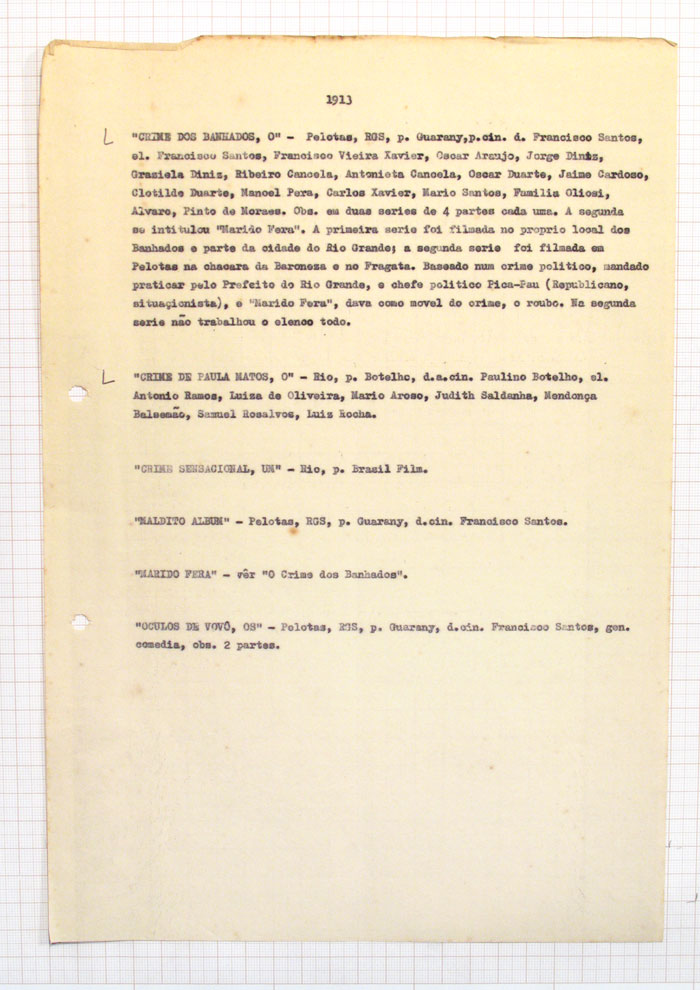 1913
L "CRIME DOS BANHADOS, O" - Pelotas, RGS, p. Guarany,p.cin. d. Francisco Santos,
el. Francisco Santos, Francisco Vieira Xavier, Oscar Araujo, Jorge Diniz,
Graziela Diniz, Ribeiro Cancela, Antonieta Cancela, Oscar Duarte, Jaime Cardoso,
Clotilde Duarte, Manoel Pera, Carlos Xavier, Mario Santos, Familia Oliosi,
Alvaro, Pinto de Moraes. Obs. em duas series de 4 partes cada uma. A segunda
se intitulou "Marido Fera". A primeira serie foi filmada no proprio local dos
Banhados e parte da cidade do Rio Grande; a segunda serie foi filmada em
Pelotas na chacara da Baroneza e no Fragata. Baseado num crime politico, mandado
praticar pelo Prefeito do Rio Grande, e chefe politico Pica-Pau (Republicano,
situaçionista), e "Marido Fera", dava como movel do crime, o roubo. Na segunda
serie não trabalhou o elenco todo.
L "CRIME DE PAULA MATOS, O" - Rio, p. Botelho, d.a.cin. Paulino Botelho, el.
Antonio Ramos, Luiza de Oliveira, Mario Aroso, Judith Saldanha, Mendonça
Balsemão, Samuel Rosalvos, Luiz Rocha.
"CRIME SENSACIONAL, UM" - Rio, p. Brasil Film.
"MALDITO ALBUM" - Pelotas, RGS, p. Guarany, d.cin. Francisco Santos.
"MARIDO FERA" - vêr "O Crime dos Banhados".
"OCULOS DE VOVÔ, OS" - Pelotas, RGS, p. Guarany, d.cin. Francisco Santos, gen.
comedia, obs. 2 partes.